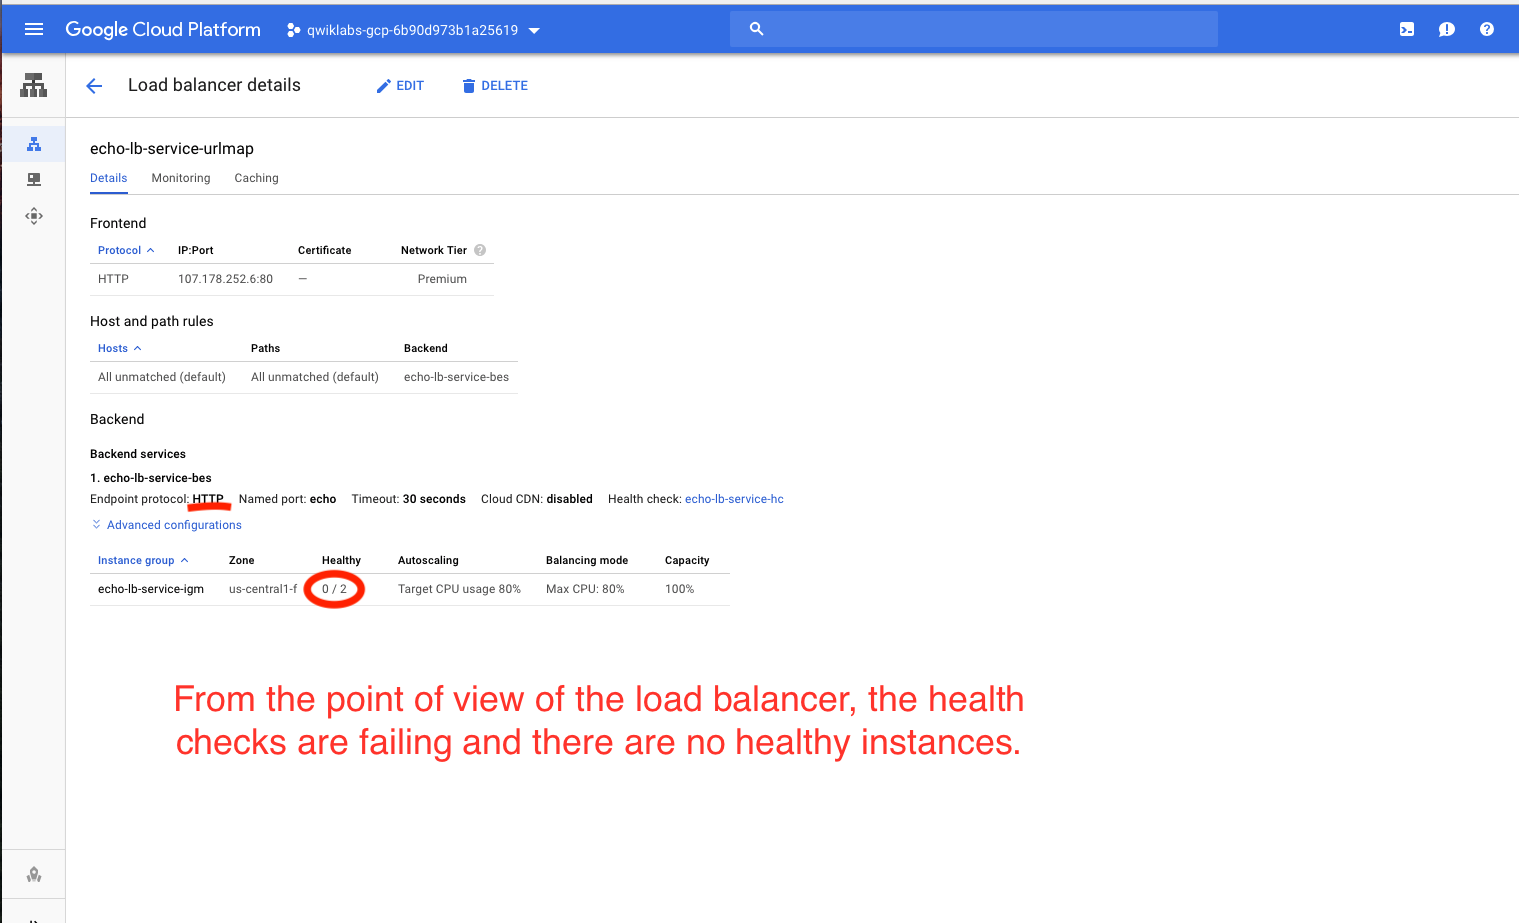 Google Cloud Platform qwiklabs-gcp-6b90d973b1a25619
Load balancer details EDIT DELETE
echo-lb-service-urlmap
Details Monitoring Caching
Frontend
Protocol IP:Port Certificate Network Tier ?
HTTP 107.178.252.6:80 — Premium
Host and path rules
Hosts Paths Backend
All unmatched (default) All unmatched (default) echo-lb-service-bes
Backend
Backend services
1. echo-lb-service-bes
Endpoint protocol: HTTP Named port: echo Timeout: 30 seconds Cloud CDN: disabled Health check: echo-lb-service-hc
Advanced configurations
Instance group Zone Healthy Autoscaling Balancing mode Capacity
echo-lb-service-igm us-central1-f 0 / 2 Target CPU usage 80% Max CPU: 80% 100%
From the point of view of the load balancer, the health
checks are failing and there are no healthy instances.